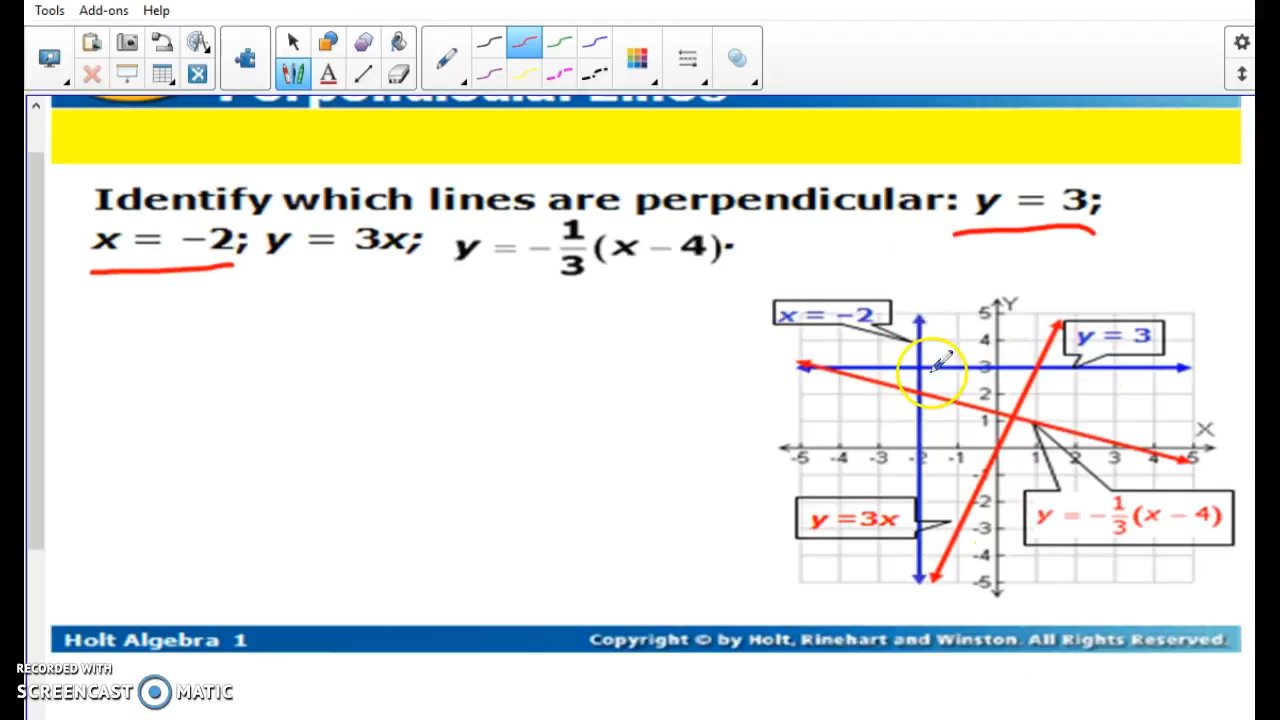 Tools Add-ons Help
Perpendicular Lines
Identify which lines are perpendicular: y = 3;
x = −2; y = 3x; y = −1/3(x − 4).
x = −2
y = 3
Y
5
4
3
2
1
X
-5 -4 -3 -2 -1 1 2 3 4 5
-1
-2
-3
-4
-5
y =3x
y = −1/3(x − 4)
Holt Algebra 1
Copyright © by Holt, Rinehart and Winston. All Rights Reserved.
RECORDED WITH
SCREENCAST MATIC